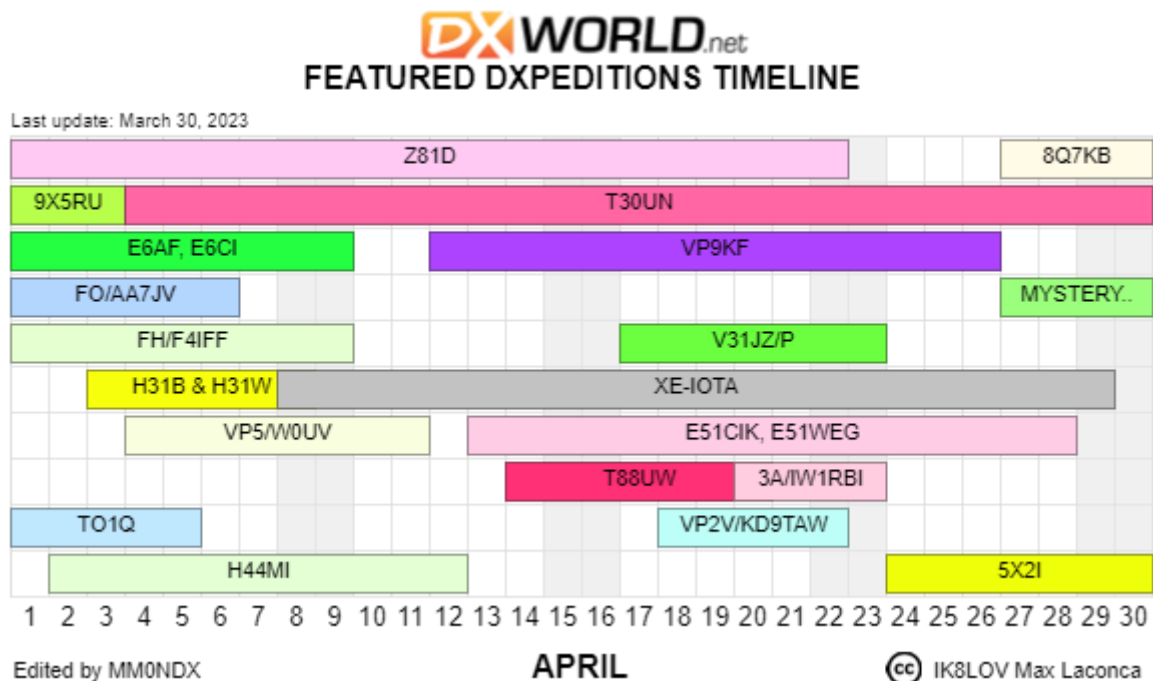 DX WORLD.net
FEATURED DXPEDITIONS TIMELINE
Last update: March 30, 2023
Z81D 8Q7KB
9X5RU T30UN
E6AF, E6CI VP9KF
FO/AA7JV MYSTERY..
FH/F4IFF V31JZ/P
H31B & H31W XE-IOTA
VP5/W0UV E51CIK, E51WEG
T88UW 3A/IW1RBI
TO1Q VP2V/KD9TAW
H44MI 5X2I
1 2 3 4 5 6 7 8 9 10 11 12 13 14 15 16 17 18 19 20 21 22 23 24 25 26 27 28 29 30
Edited by MM0NDX APRIL cc IK8LOV Max Laconca